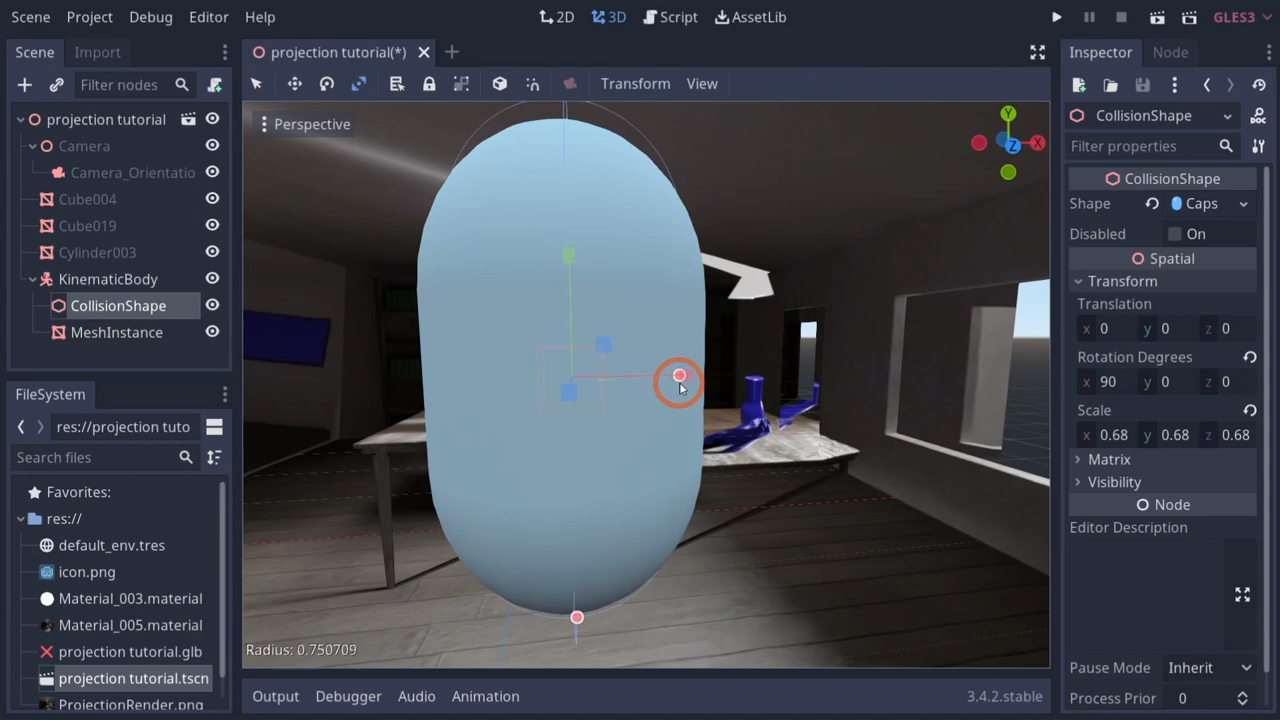 Scene Project Debug Editor Help 2D 3D Script AssetLib GLES3
Scene Import projection tutorial(*) Inspector Node
Filter nodes Transform View
Perspective
Y
X
Z
projection tutorial
Camera
Camera_Orientatio
Cube004
Cube019
Cylinder003
KinematicBody
CollisionShape
MeshInstance
FileSystem
res://projection tuto
Search files
Favorites:
res://
default_env.tres
icon.png
Material_003.material
Material_005.material
projection tutorial.glb
projection tutorial.tscn
ProjectionRender.png
Radius: 0.750709
Output Debugger Audio Animation 3.4.2.stable
CollisionShape
Filter properties
CollisionShape
Shape Caps
Disabled On
Spatial
Transform
Translation
x 0 y 0 z 0
Rotation Degrees
x 90 y 0 z 0
Scale
x 0.68 y 0.68 z 0.68
Matrix
Visibility
Node
Editor Description
Pause Mode Inherit
Process Prior 0